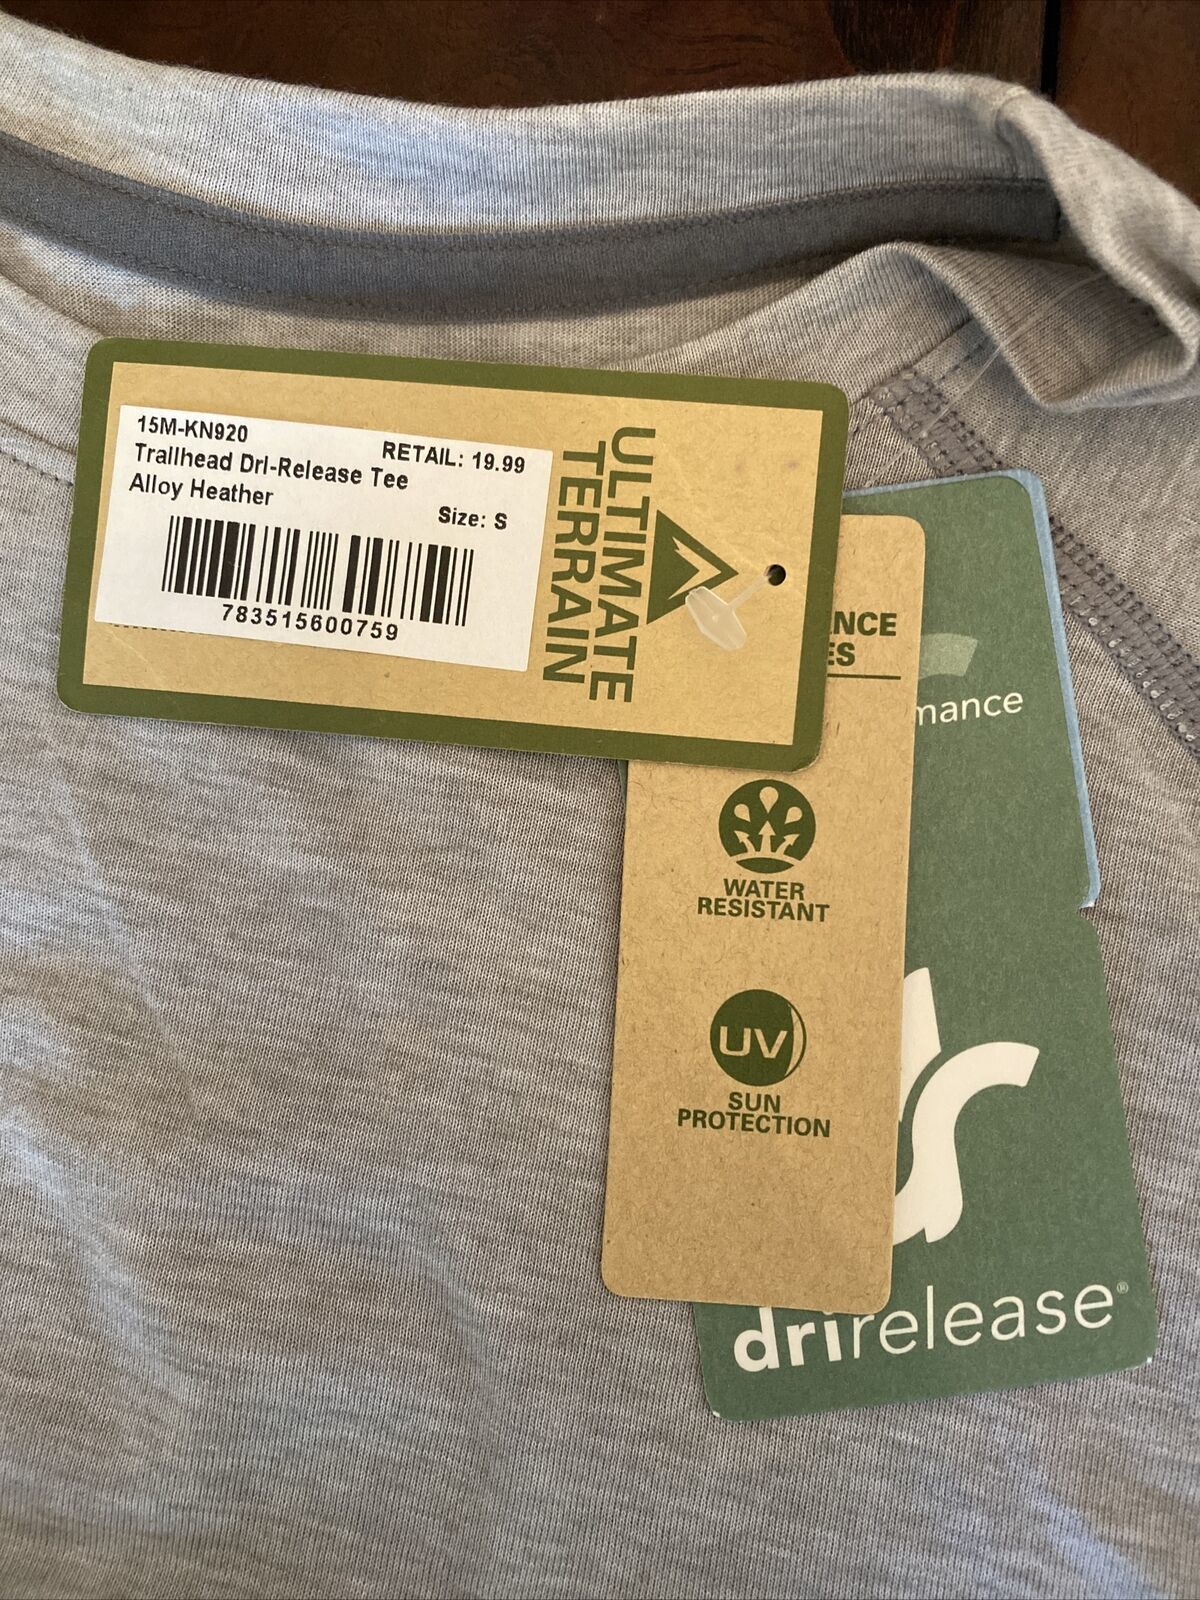 15M-KN920
RETAIL: 19.99
Trailhead Dri-Release Tee
Alloy Heather
Size: S
783515600759
ULTIMATE
TERRAIN
WATER
RESISTANT
UV
SUN
PROTECTION
drirelease®